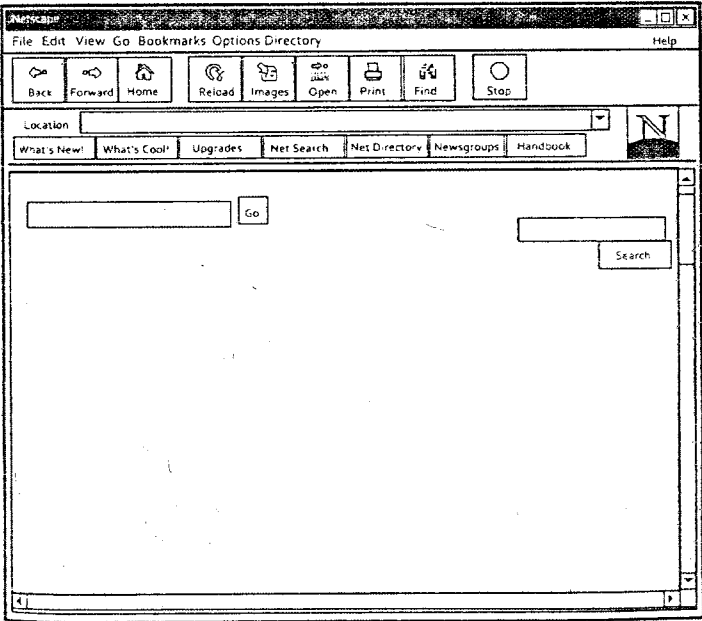 Netscape
File Edit View Go Bookmarks Options Directory Help
Back Forward Home Reload Images Open Print Find Stop
Location
N
What's New! What's Cool! Upgrades Net Search Net Directory Newsgroups Handbook
Go
Search